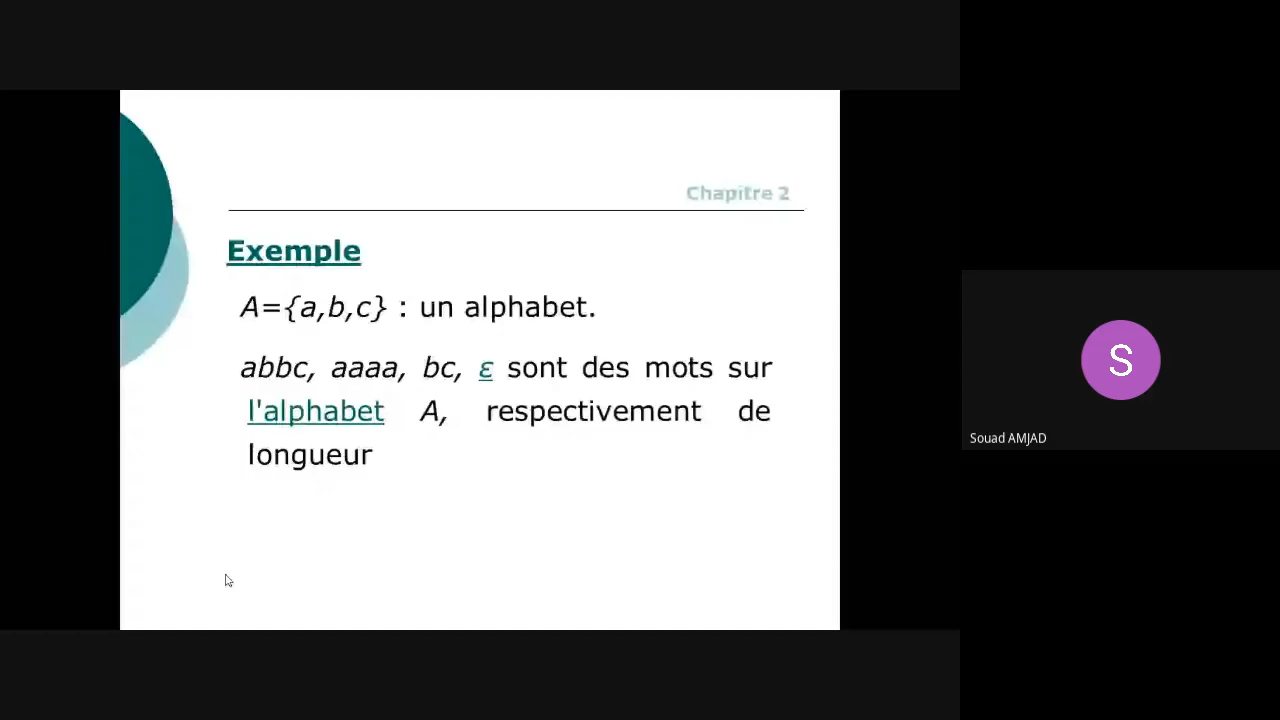 Chapitre 2
Exemple
A={a,b,c} : un alphabet.
abbc, aaaa, bc, ε sont des mots sur
l'alphabet A, respectivement de
longueur
S
Souad AMJAD